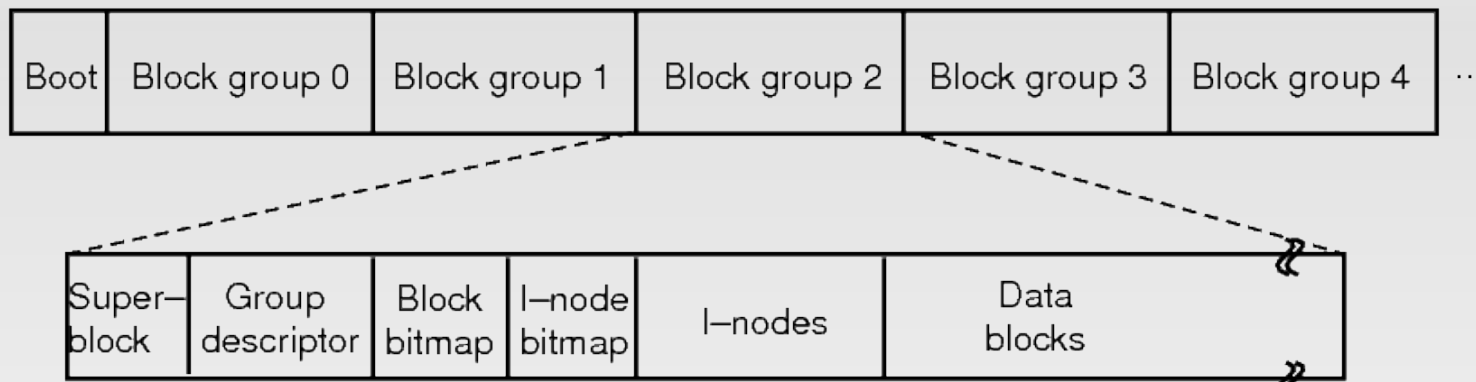 Boot Block group 0 Block group 1 Block group 2 Block group 3 Block group 4 ...
Super–
block
Group
descriptor
Block
bitmap
I–node
bitmap
I–nodes
Data
blocks